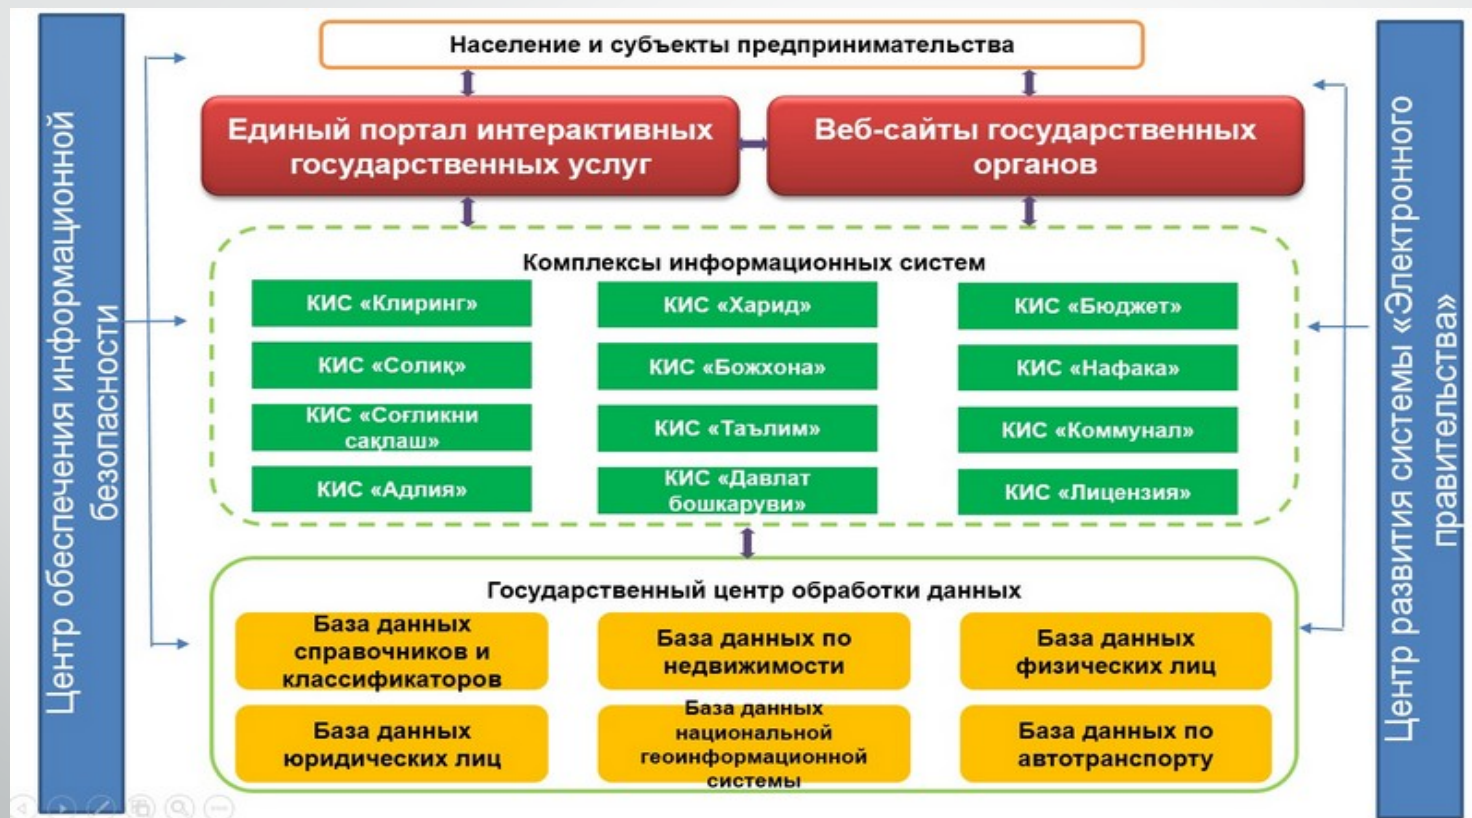 Центр обеспечения информационной
безопасности
Население и субъекты предпринимательства
Единый портал интерактивных
государственных услуг
Веб-сайты государственных
органов
Комплексы информационных систем
КИС «Клиринг»
КИС «Харид»
КИС «Бюджет»
КИС «Солиқ»
КИС «Божхона»
КИС «Нафака»
КИС «Соғликни
сақлаш»
КИС «Таълим»
КИС «Коммунал»
КИС «Адлия»
КИС «Давлат
бошкаруви»
КИС «Лицензия»
Государственный центр обработки данных
База данных
справочников и
классификаторов
База данных по
недвижимости
База данных
физических лиц
База данных
юридических лиц
База данных
национальной
геоинформационной
системы
База данных по
автотранспорту
Центр развития системы «Электронного
правительства»